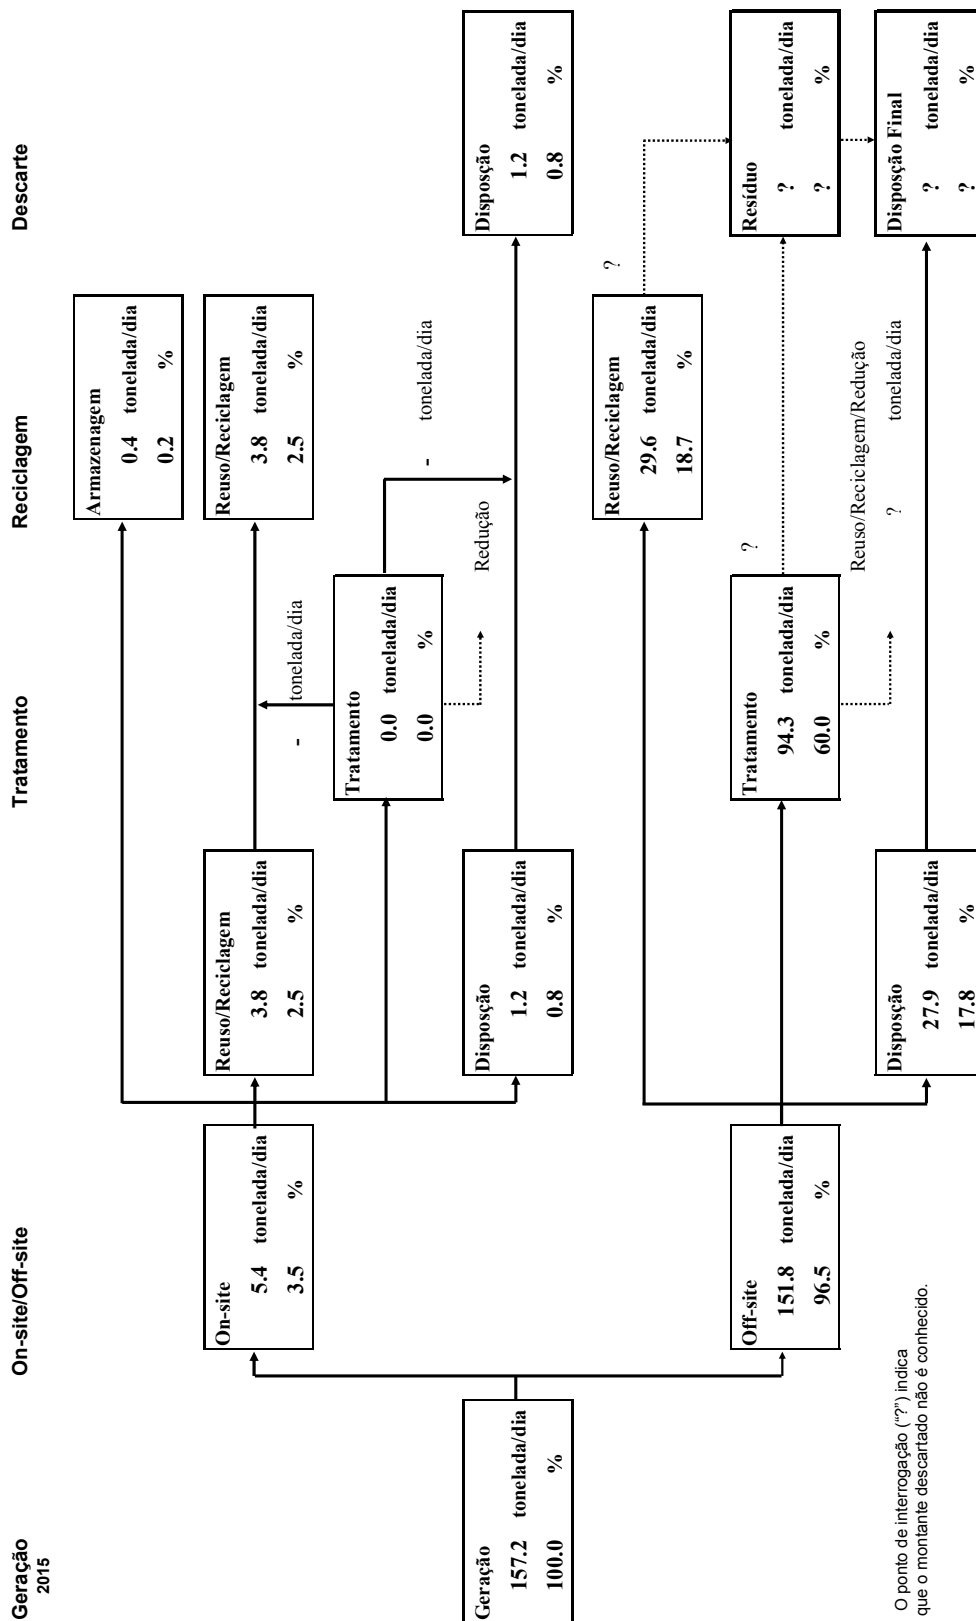 Geração
2015
On-site/Off-site
Tratamento
Reciclagem
Descarte
Geração
157.2 tonelada/dia
100.0 %
On-site
5.4 tonelada/dia
3.5 %
Off-site
151.8 tonelada/dia
96.5 %
Armazenagem
0.4 tonelada/dia
0.2 %
Reuso/Reciclagem
3.8 tonelada/dia
2.5 %
Reuso/Reciclagem
3.8 tonelada/dia
2.5 %
- tonelada/dia
Tratamento
0.0 tonelada/dia
0.0 %
- tonelada/dia
Redução
Disposção
1.2 tonelada/dia
0.8 %
Disposção
1.2 tonelada/dia
0.8 %
Reuso/Reciclagem
29.6 tonelada/dia
18.7 %
?
Tratamento
94.3 tonelada/dia
60.0 %
?
Resíduo
? tonelada/dia
? %
Reuso/Reciclagem/Redução
? tonelada/dia
Disposção
27.9 tonelada/dia
17.8 %
Disposção Final
? tonelada/dia
? %
O ponto de interrogação (“?”) indica
que o montante descartado não é conhecido.